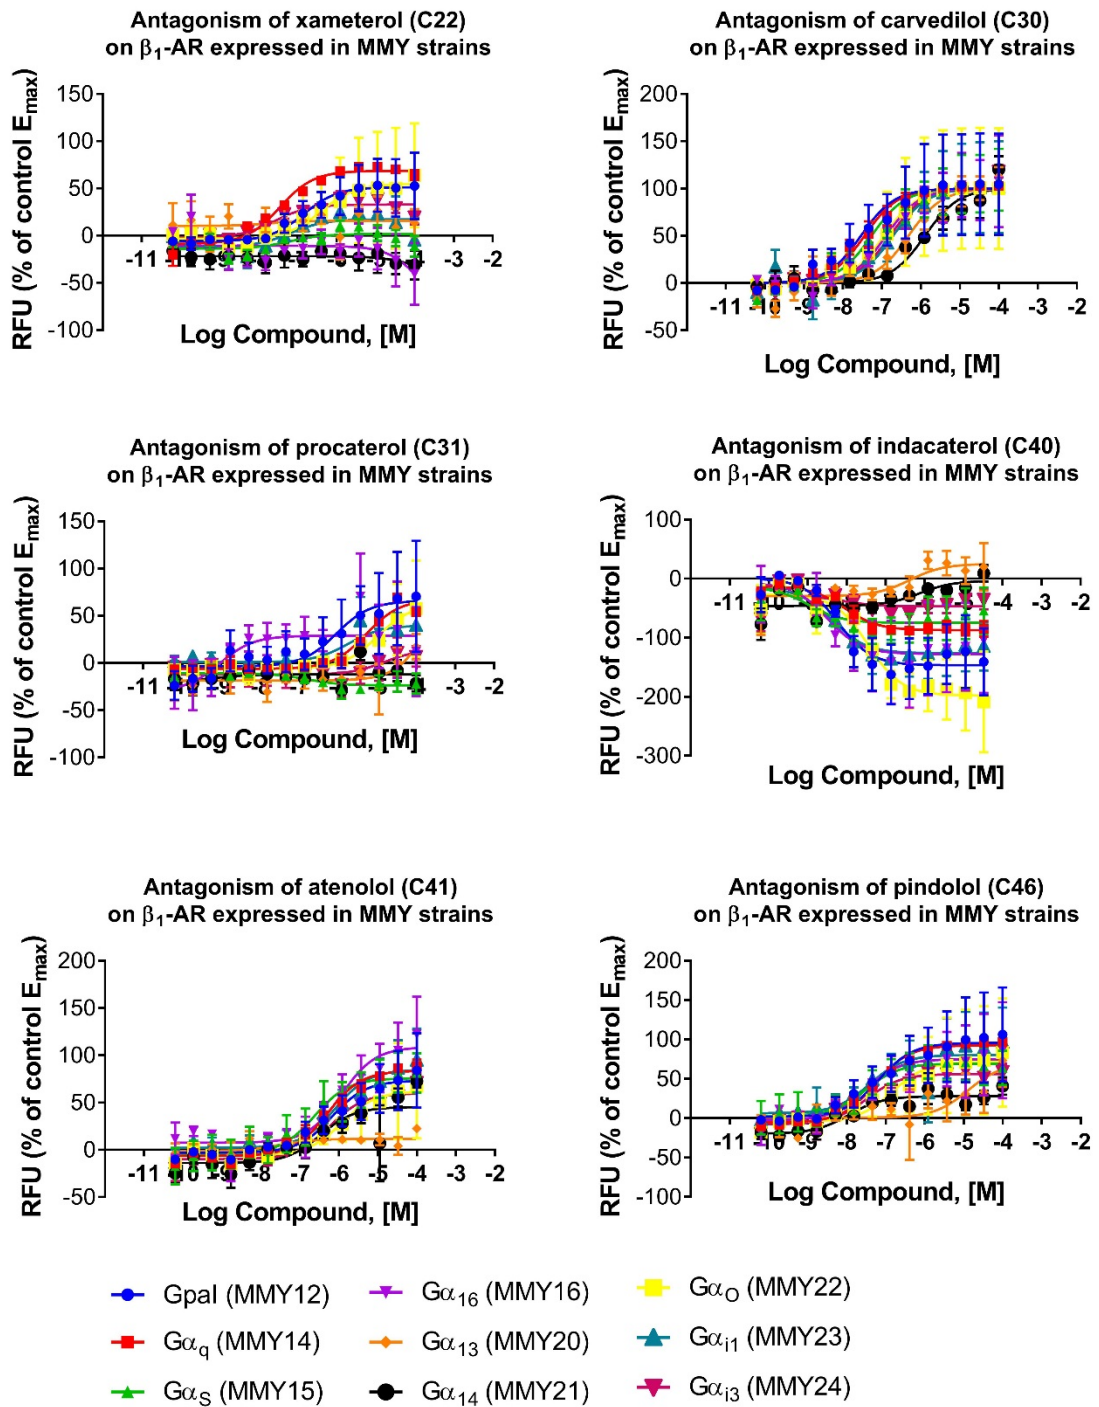 Antagonism of xameterol (C22)
on β1-AR expressed in MMY strains
RFU (% of control Emax)
150
100
50
0
-50
-100
-11
-9
-3
-2
Log Compound, [M]
Antagonism of carvedilol (C30)
on β1-AR expressed in MMY strains
RFU (% of control Emax)
200
150
100
50
0
-50
-11 -10 -9 -8 -7 -6 -5 -4 -3 -2
Log Compound, [M]
Antagonism of procaterol (C31)
on β1-AR expressed in MMY strains
RFU (% of control Emax)
150
100
50
0
-50
-100
-11 -9 -8 -7 -6 -4 -3 -2
Log Compound, [M]
Antagonism of indacaterol (C40)
on β1-AR expressed in MMY strains
RFU (% of control Emax)
100
0
-100
-200
-300
-11 -4 -3 -2
Log Compound, [M]
Antagonism of atenolol (C41)
on β1-AR expressed in MMY strains
RFU (% of control Emax)
200
150
100
50
0
-50
-11 -10 -9 -8 -7 -6 -5 -4 -3 -2
Log Compound, [M]
Antagonism of pindolol (C46)
on β1-AR expressed in MMY strains
RFU (% of control Emax)
200
150
100
50
0
-50
-100
-11 -10 -9 -8 -7 -6 -5 -4 -3 -2
Log Compound, [M]
Gpal (MMY12)
Gαq (MMY14)
GαS (MMY15)
Gα16 (MMY16)
Gα13 (MMY20)
Gα14 (MMY21)
GαO (MMY22)
Gαi1 (MMY23)
Gαi3 (MMY24)